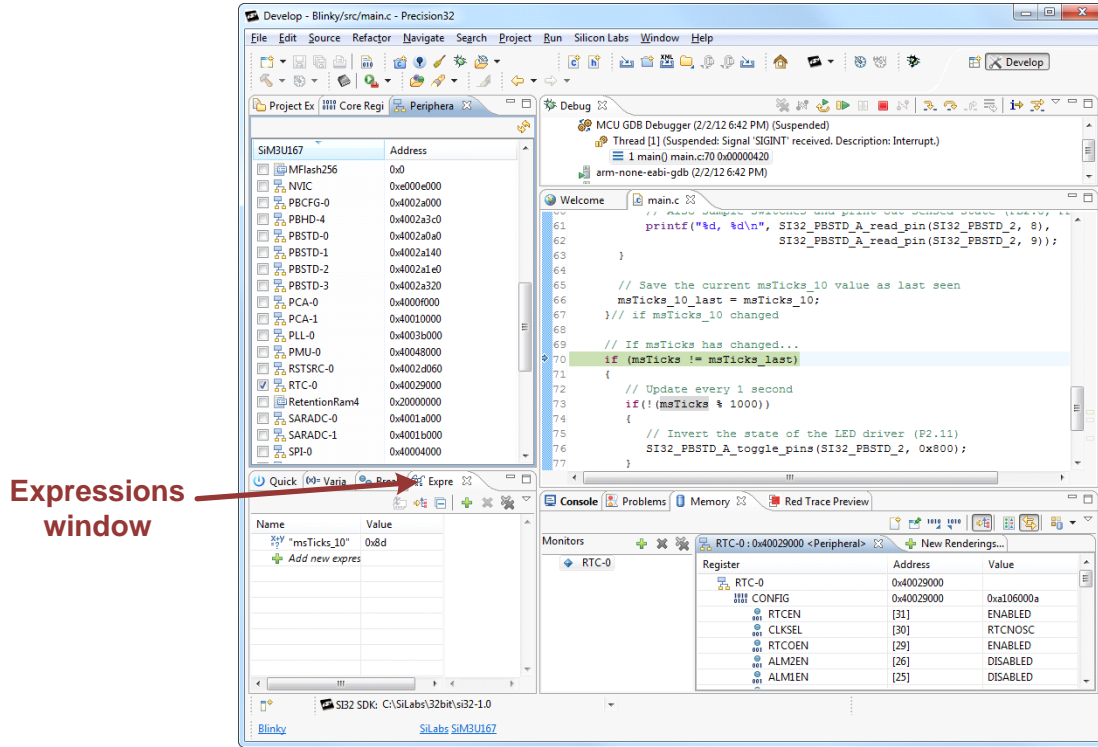 Develop - Blinky/src/main.c - Precision32
File Edit Source Refactor Navigate Search Project Run Silicon Labs Window Help
Develop
Project Ex Core Regi Periphera
SiM3U167 Address
MFlash256 0x0
NVIC 0xe000e000
PBCFG-0 0x4002a000
PBHD-4 0x4002a3c0
PBSTD-0 0x4002a0a0
PBSTD-1 0x4002a140
PBSTD-2 0x4002a1e0
PBSTD-3 0x4002a320
PCA-0 0x4000f000
PCA-1 0x40010000
PLL-0 0x4003b000
PMU-0 0x40048000
RSTSRC-0 0x4002d060
RTC-0 0x40029000
RetentionRam4 0x20000000
SARADC-0 0x4001a000
SARADC-1 0x4001b000
SPI-0 0x40004000
Debug
MCU GDB Debugger (2/2/12 6:42 PM) (Suspended)
Thread [1] (Suspended: Signal 'SIGINT' received. Description: Interrupt.)
1 main() main.c:70 0x00000420
arm-none-eabi-gdb (2/2/12 6:42 PM)
Welcome main.c
61 printf("%d, %d\n", SI32_PBSTD_A_read_pin(SI32_PBSTD_2, 8),
62 SI32_PBSTD_A_read_pin(SI32_PBSTD_2, 9));
63 }
64
65 // Save the current msTicks_10 value as last seen
66 msTicks_10_last = msTicks_10;
67 }// if msTicks_10 changed
68
69 // If msTicks has changed...
70 if (msTicks != msTicks_last)
71 {
72 // Update every 1 second
73 if(!(msTicks % 1000))
74 {
75 // Invert the state of the LED driver (P2.11)
76 SI32_PBSTD_A_toggle_pins(SI32_PBSTD_2, 0x800);
77 }
Expressions
window
Quick (x)= Varia Expre
Name Value
"msTicks_10" 0x8d
Add new expres
Console Problems Memory Red Trace Preview
Monitors
RTC-0
RTC-0 : 0x40029000 <Peripheral> New Renderings...
Register Address Value
RTC-0 0x40029000
CONFIG 0x40029000 0xa106000a
RTCEN [31] ENABLED
CLKSEL [30] RTCNOSC
RTCOEN [29] ENABLED
ALM2EN [26] DISABLED
ALM1EN [25] DISABLED
SI32 SDK: C:\SiLabs\32bit\si32-1.0
Blinky SiLabs SiM3U167